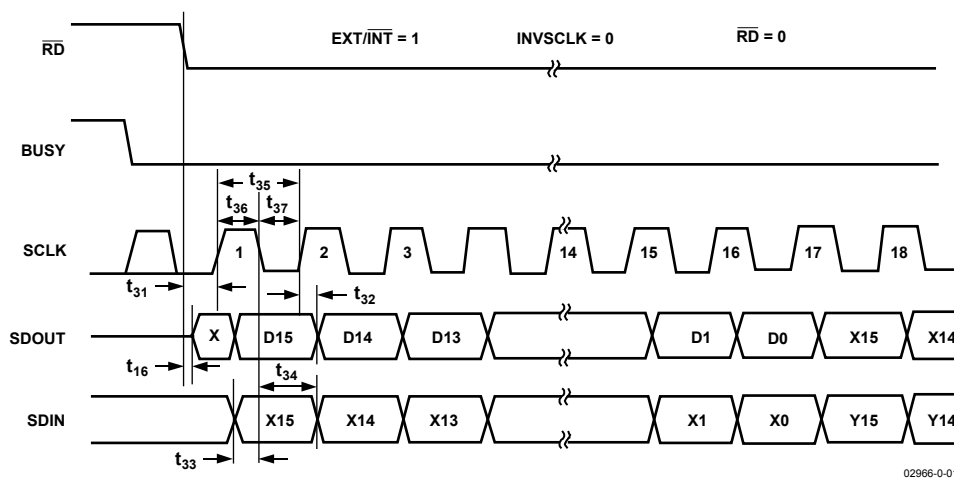 EXT/INT = 1 INVSCLK = 0 RD = 0
RD
BUSY
t35
t36 t37
SCLK 1 2 3 14 15 16 17 18
t31 t32
SDOUT X D15 D14 D13 D1 D0 X15 X14
t16 t34
SDIN X15 X14 X13 X1 X0 Y15 Y14
t33